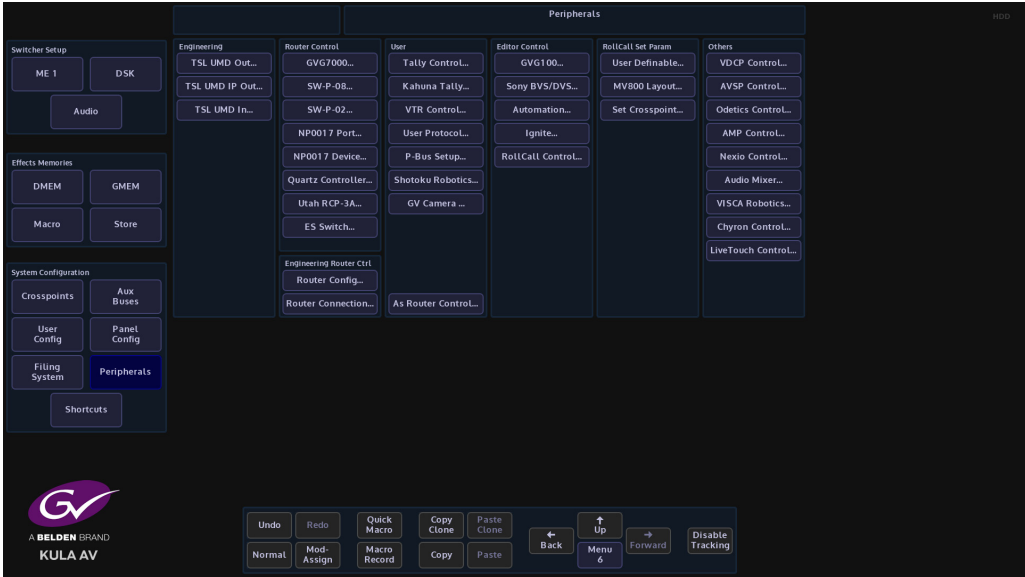 Peripherals
HDD
Switcher Setup
ME 1
DSK
Audio
Effects Memories
DMEM
GMEM
Macro
Store
System Configuration
Crosspoints
Aux
Buses
User
Config
Panel
Config
Filing
System
Peripherals
Shortcuts
Engineering
TSL UMD Out...
TSL UMD IP Out...
TSL UMD In...
Router Control
GVG7000...
SW-P-08...
SW-P-02...
NP0017 Port...
NP0017 Device...
Quartz Controller...
Utah RCP-3A...
ES Switch...
Engineering Router Ctrl
Router Config...
Router Connection...
User
Tally Control...
Kahuna Tally...
VTR Control...
User Protocol...
P-Bus Setup...
Shotoku Robotics...
GV Camera ...
As Router Control...
Editor Control
GVG100...
Sony BVS/DVS...
Automation...
Ignite...
RollCall Control...
RollCall Set Param
User Definable...
MV800 Layout...
Set Crosspoint...
Others
VDCP Control...
AVSP Control...
Odetics Control...
AMP Control...
Nexio Control...
Audio Mixer...
VISCA Robotics...
Chyron Control...
LiveTouch Control...
GV
A BELDEN BRAND
KULA AV
Undo
Redo
Quick
Macro
Copy
Clone
Paste
Clone
Normal
Mod-
Assign
Macro
Record
Copy
Paste
←
Back
↑
Up
Menu
6
→
Forward
Disable
Tracking